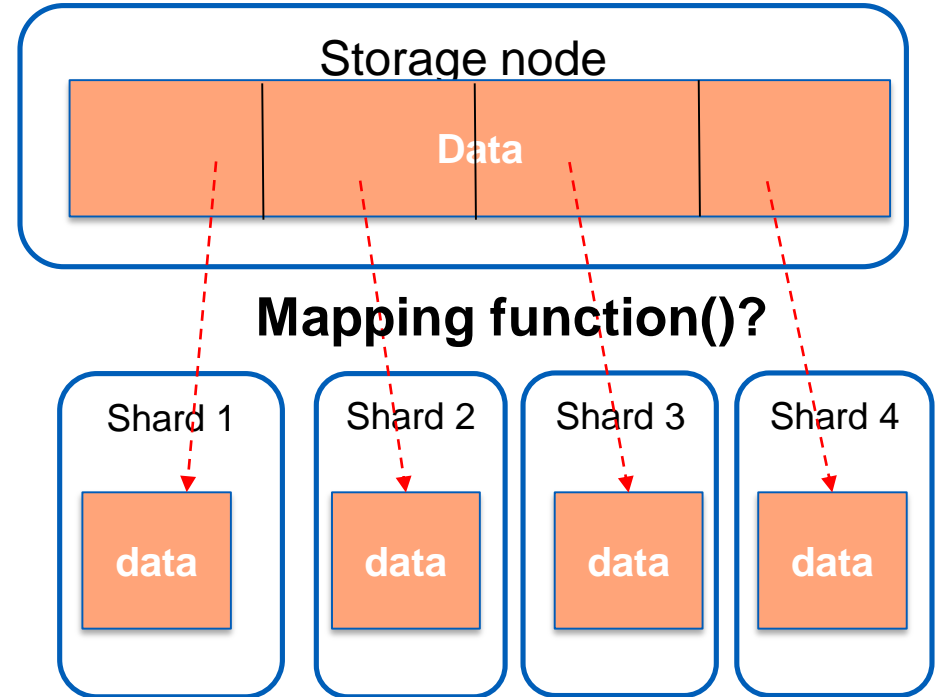 Storage node
Data
Mapping function()?
Shard 1 Shard 2 Shard 3 Shard 4
data data data data